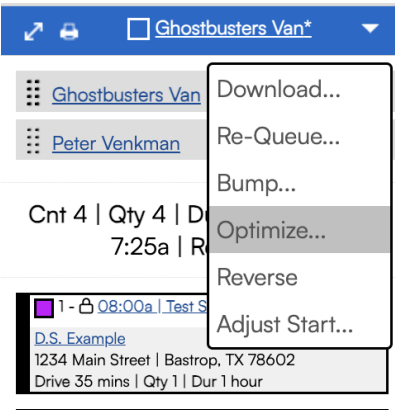 Ghostbusters Van*
Ghostbusters Van
Peter Venkman
Download...
Re-Queue...
Bump...
Optimize...
Reverse
Adjust Start...
Cnt 4 | Qty 4 |
7:25a |
1 - 08:00a | Test
D.S. Example
1234 Main Street | Bastrop, TX 78602
Drive 35 mins | Qty 1 | Dur 1 hour